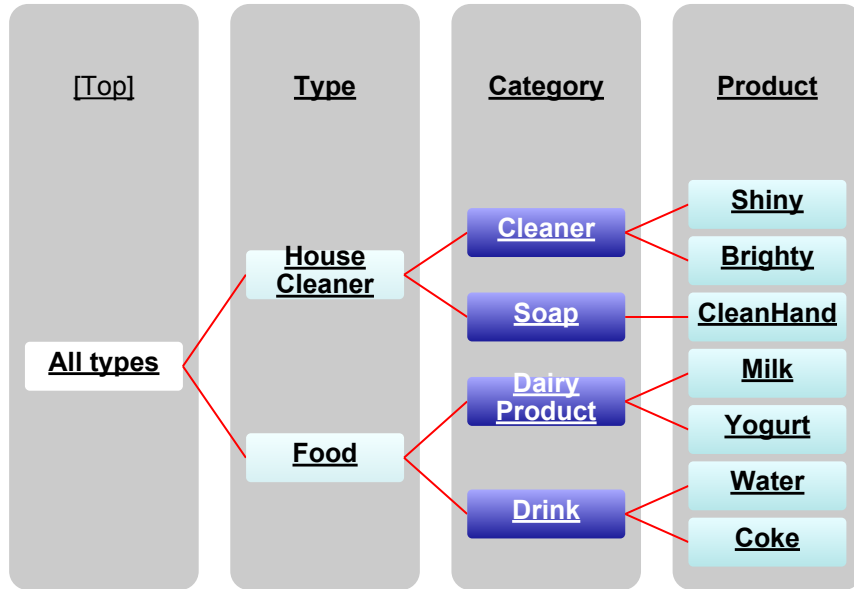 [Top]
Type
Category
Product
All types
House
Cleaner
Food
Cleaner
Soap
Dairy
Product
Drink
Shiny
Brighty
CleanHand
Milk
Yogurt
Water
Coke